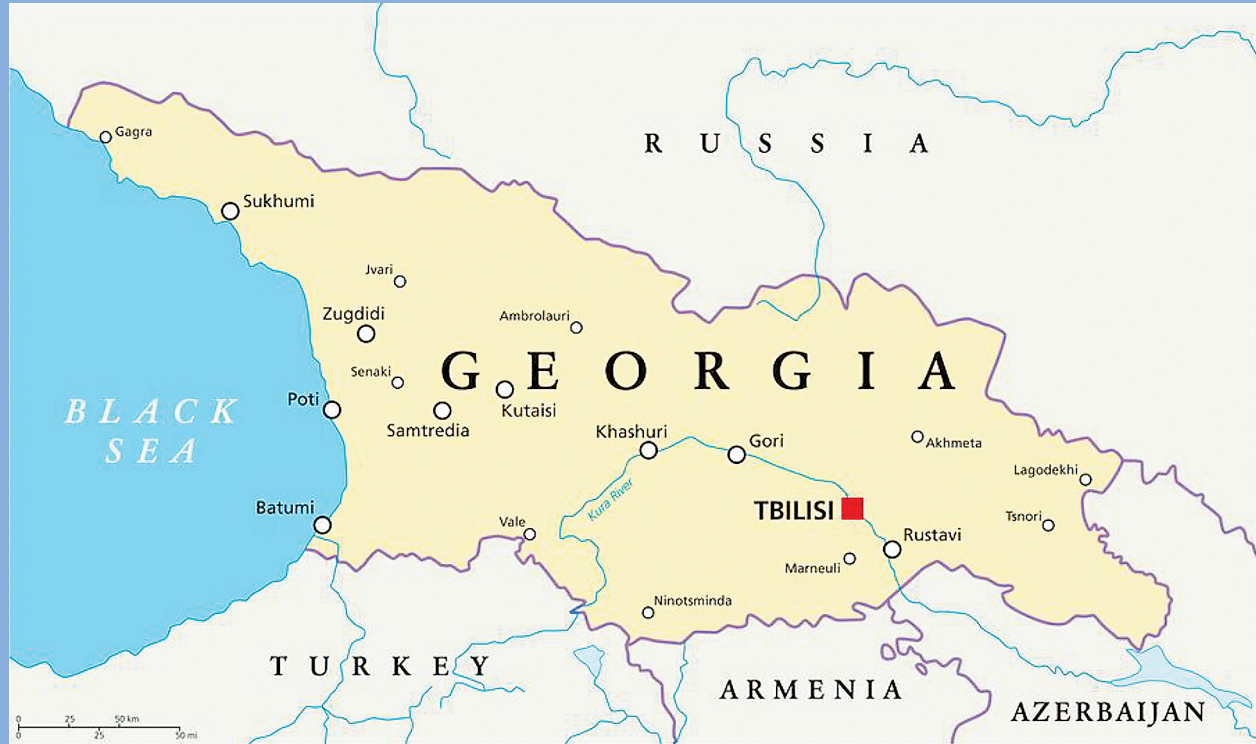 RUSSIA
Gagra
Sukhumi
Jvari
Zugdidi
Ambrolauri
GEORGIA
Senaki
Poti
Kutaisi
Samtredia
BLACK
SEA
Khashuri
Gori
Akhmeta
Lagodekhi
Kura River
Batumi
Vale
TBILISI
Tsnori
Rustavi
Marneuli
Ninotsminda
TURKEY
ARMENIA
AZERBAIJAN
0 25 50 km
0 25 50 mi